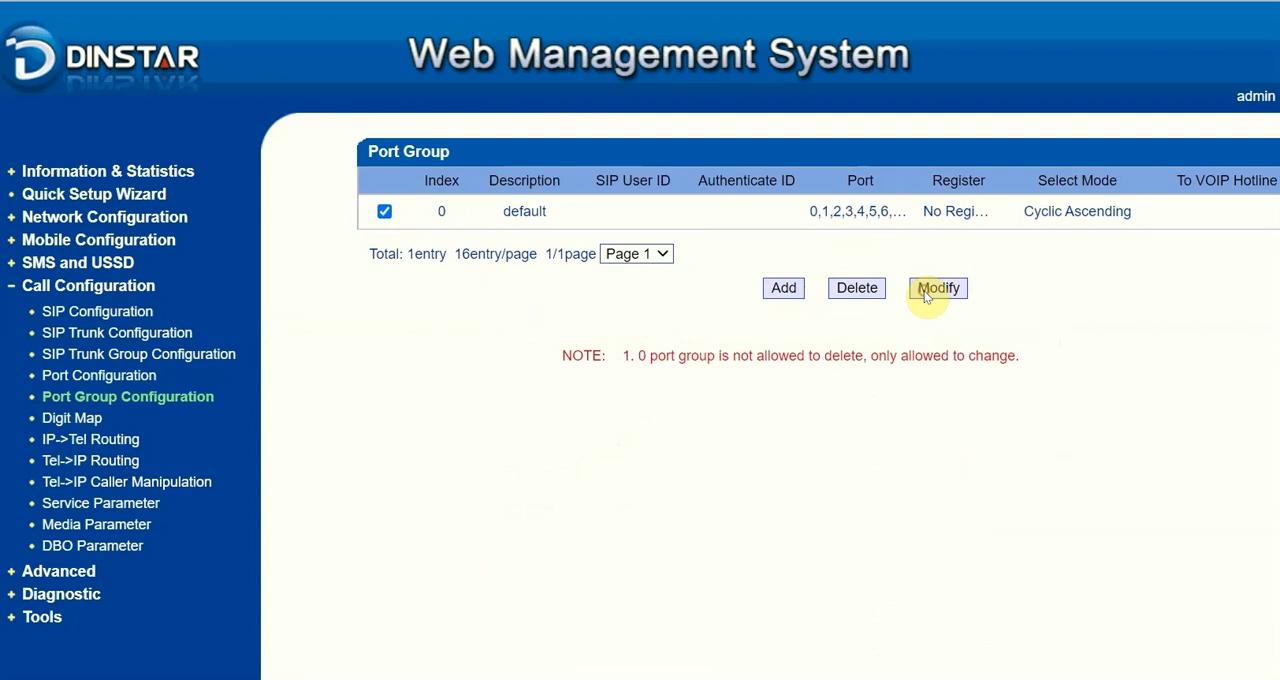 DINSTAR
Web Management System
admin
+ Information & Statistics
• Quick Setup Wizard
+ Network Configuration
+ Mobile Configuration
+ SMS and USSD
− Call Configuration
• SIP Configuration
• SIP Trunk Configuration
• SIP Trunk Group Configuration
• Port Configuration
• Port Group Configuration
• Digit Map
• IP->Tel Routing
• Tel->IP Routing
• Tel->IP Caller Manipulation
• Service Parameter
• Media Parameter
• DBO Parameter
+ Advanced
+ Diagnostic
+ Tools
Port Group
Index Description SIP User ID Authenticate ID Port Register Select Mode To VOIP Hotline
0 default 0,1,2,3,4,5,6,... No Regi... Cyclic Ascending
Total: 1entry 16entry/page 1/1page Page 1
Add Delete Modify
NOTE: 1. 0 port group is not allowed to delete, only allowed to change.